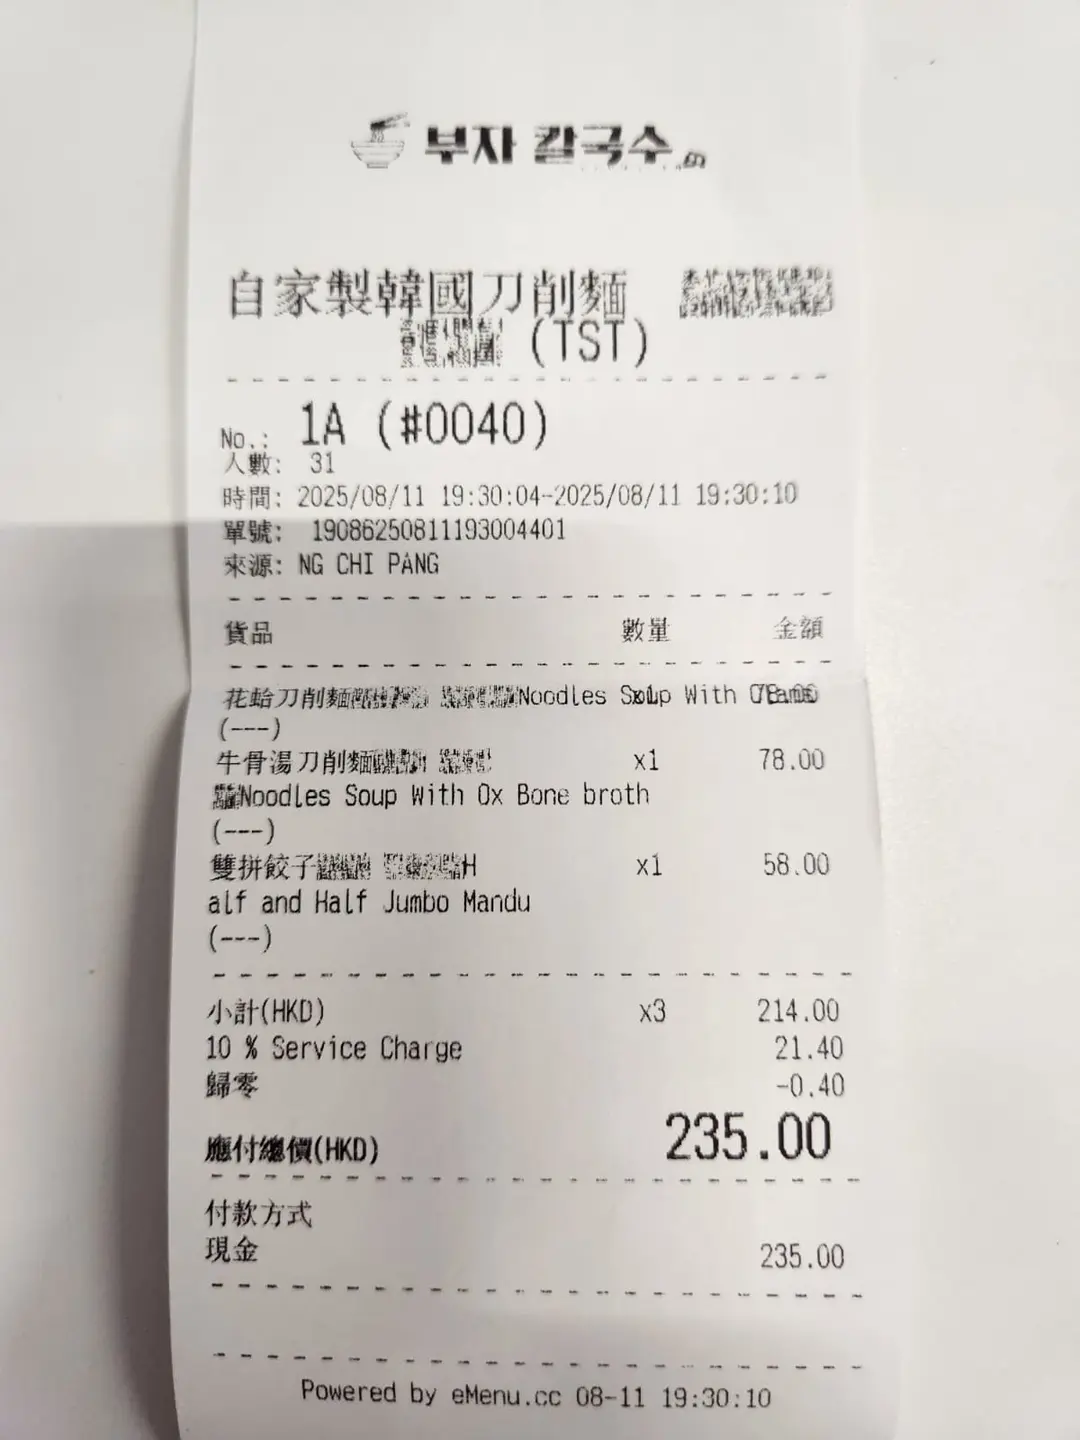 부자 칼국수
自家製韓國刀削麵
(TST)
No.: 1A (#0040)
人數: 31
時間: 2025/08/11 19:30:04-2025/08/11 19:30:10
單號: 190862508111930044​01
來源: NG CHI PANG
貨品 數量 金額
花蛤刀削麵 Noodles Soup With Clams x1 78.00
(---)
牛骨湯刀削麵 x1 78.00
Noodles Soup With Ox Bone broth
(---)
雙拼餃子 H x1 58.00
alf and Half Jumbo Mandu
(---)
小計(HKD) x3 214.00
10 % Service Charge 21.40
歸零 -0.40
應付總價(HKD) 235.00
付款方式
現金 235.00
Powered by eMenu.cc 08-11 19:30:10